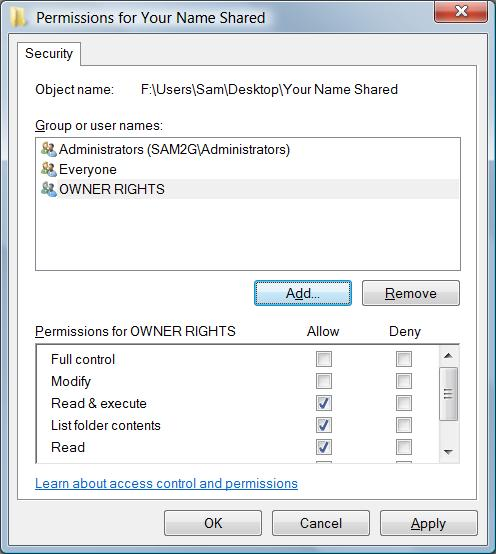 Permissions for Your Name Shared
Security
Object name: F:\Users\Sam\Desktop\Your Name Shared
Group or user names:
Administrators (SAM2G\Administrators)
Everyone
OWNER RIGHTS
Add... Remove
Permissions for OWNER RIGHTS Allow Deny
Full control
Modify
Read & execute
List folder contents
Read
Learn about access control and permissions
OK Cancel Apply